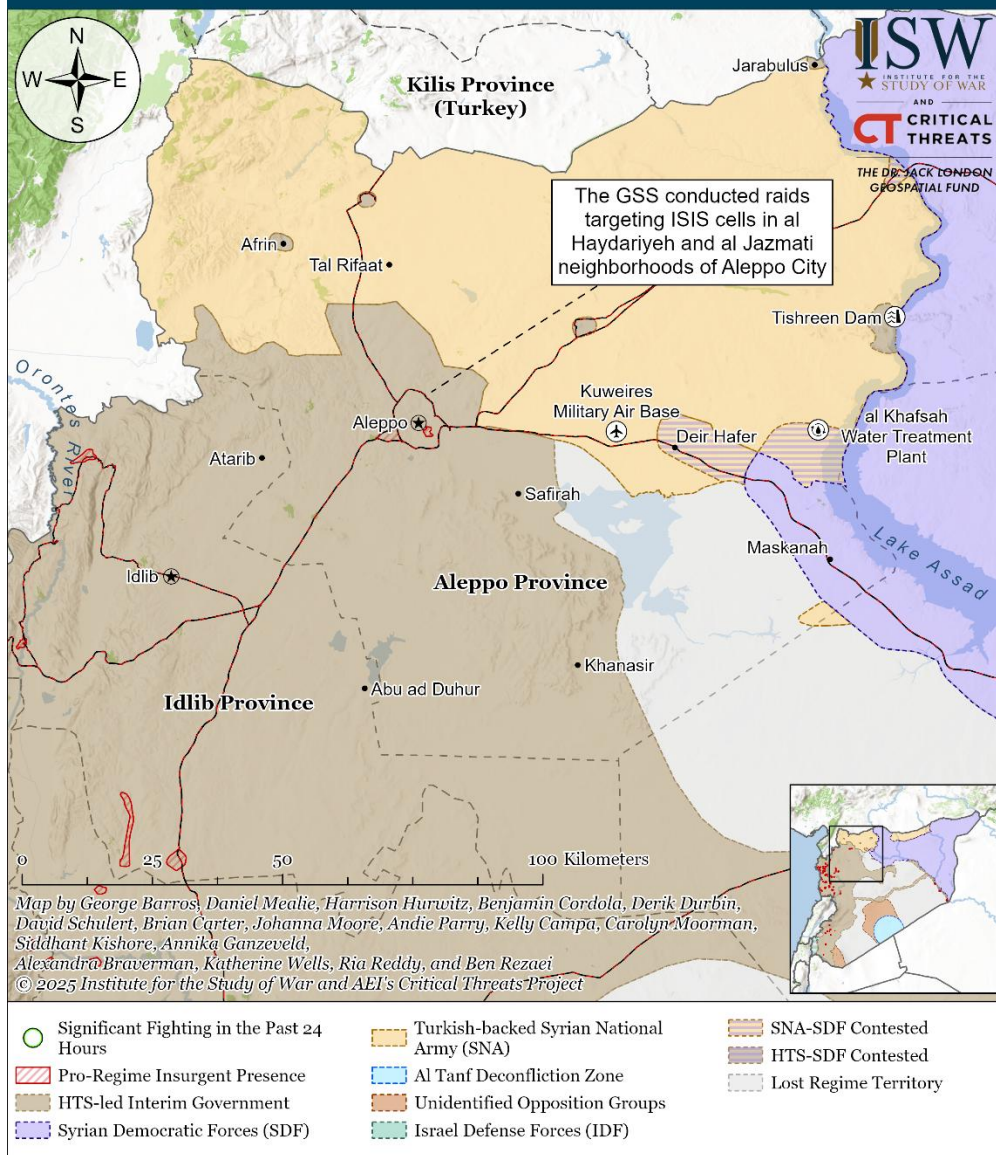 N
W E
S
Kilis Province
(Turkey)
Jarabulus
ISW
INSTITUTE FOR THE
STUDY OF WAR
AND
CT CRITICAL
THREATS
THE DR. JACK LONDON
GEOSPATIAL FUND
The GSS conducted raids
targeting ISIS cells in al
Haydariyeh and al Jazmati
neighborhoods of Aleppo City
Afrin
Tal Rifaat
Tishreen Dam
Orontes
River
Kuweires
Military Air Base
Aleppo
Deir Hafer
al Khafsah
Water Treatment
Plant
Atarib
Safirah
Maskanah
Lake Assad
Idlib
Aleppo Province
Khanasir
Abu ad Duhur
Idlib Province
0 25 50 100 Kilometers
Map by George Barros, Daniel Mealie, Harrison Hurwitz, Benjamin Cordola, Derik Durbin,
David Schulert, Brian Carter, Johanna Moore, Andie Parry, Kelly Campa, Carolyn Moorman,
Siddhant Kishore, Annika Ganzeveld,
Alexandra Braverman, Katherine Wells, Ria Reddy, and Ben Rezaei
© 2025 Institute for the Study of War and AEI's Critical Threats Project
Significant Fighting in the Past 24
Hours
Pro-Regime Insurgent Presence
HTS-led Interim Government
Syrian Democratic Forces (SDF)
Turkish-backed Syrian National
Army (SNA)
Al Tanf Deconfliction Zone
Unidentified Opposition Groups
Israel Defense Forces (IDF)
SNA-SDF Contested
HTS-SDF Contested
Lost Regime Territory